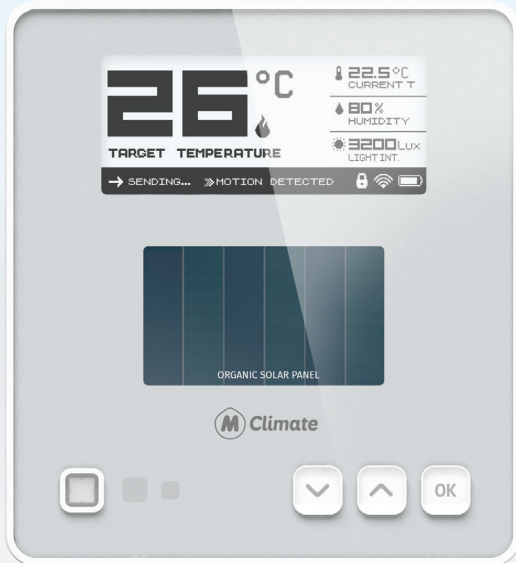 26°C
TARGET TEMPERATURE
22.5°C
CURRENT T
80%
HUMIDITY
3200Lux
LIGHT INT.
SENDING... MOTION DETECTED
ORGANIC SOLAR PANEL
M Climate
OK